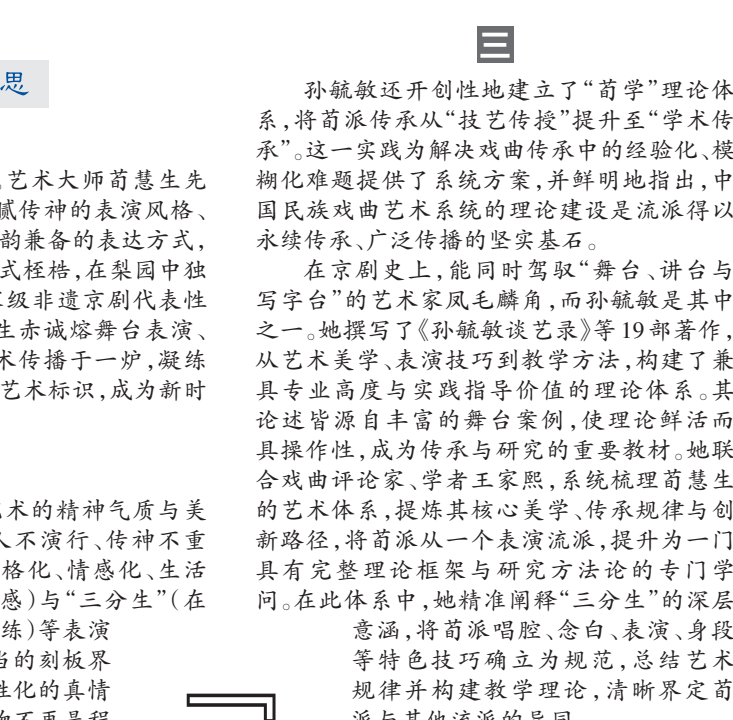 思
艺术大师荀慧生先
腻传神的表演风格、
韵兼备的表达方式，
式桎梏，在梨园中独
级非遗京剧代表性
生赤诚熔舞台表演、
术传播于一炉，凝练
艺术标识，成为新时
术的精神气质与美
人不演行、传神不重
格化、情感化、生活
感）与“三分生”（在
练）等表演
当的刻板界
性化的真情
三
孙毓敏还开创性地建立了“荀学”理论体
系，将荀派传承从“技艺传授”提升至“学术传
承”。这一实践为解决戏曲传承中的经验化、模
糊化难题提供了系统方案，并鲜明地指出，中
国民族戏曲艺术系统的理论建设是流派得以
永续传承、广泛传播的坚实基石。
在京剧史上，能同时驾驭“舞台、讲台与
写字台”的艺术家凤毛麟角，而孙毓敏是其中
之一。她撰写了《孙毓敏谈艺录》等19部著作，
从艺术美学、表演技巧到教学方法，构建了兼
具专业高度与实践指导价值的理论体系。其
论述皆源自丰富的舞台案例，使理论鲜活而
具操作性，成为传承与研究的重要教材。她联
合戏曲评论家、学者王家熙，系统梳理荀慧生
的艺术体系，提炼其核心美学、传承规律与创
新路径，将荀派从一个表演流派，提升为一门
具有完整理论框架与研究方法论的专门学
问。在此体系中，她精准阐释“三分生”的深层
意涵，将荀派唱腔、念白、表演、身段
等特色技巧确立为规范，总结艺术
规律并构建教学理论，清晰界定荀
派与其他流派的异同